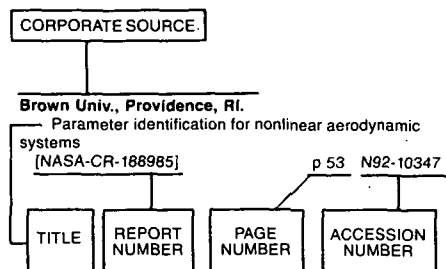 CORPORATE SOURCE
Brown Univ., Providence, RI.
Parameter identification for nonlinear aerodynamic
systems
[NASA-CR-188985] p 53 N92-10347
TITLE REPORT NUMBER PAGE NUMBER ACCESSION NUMBER